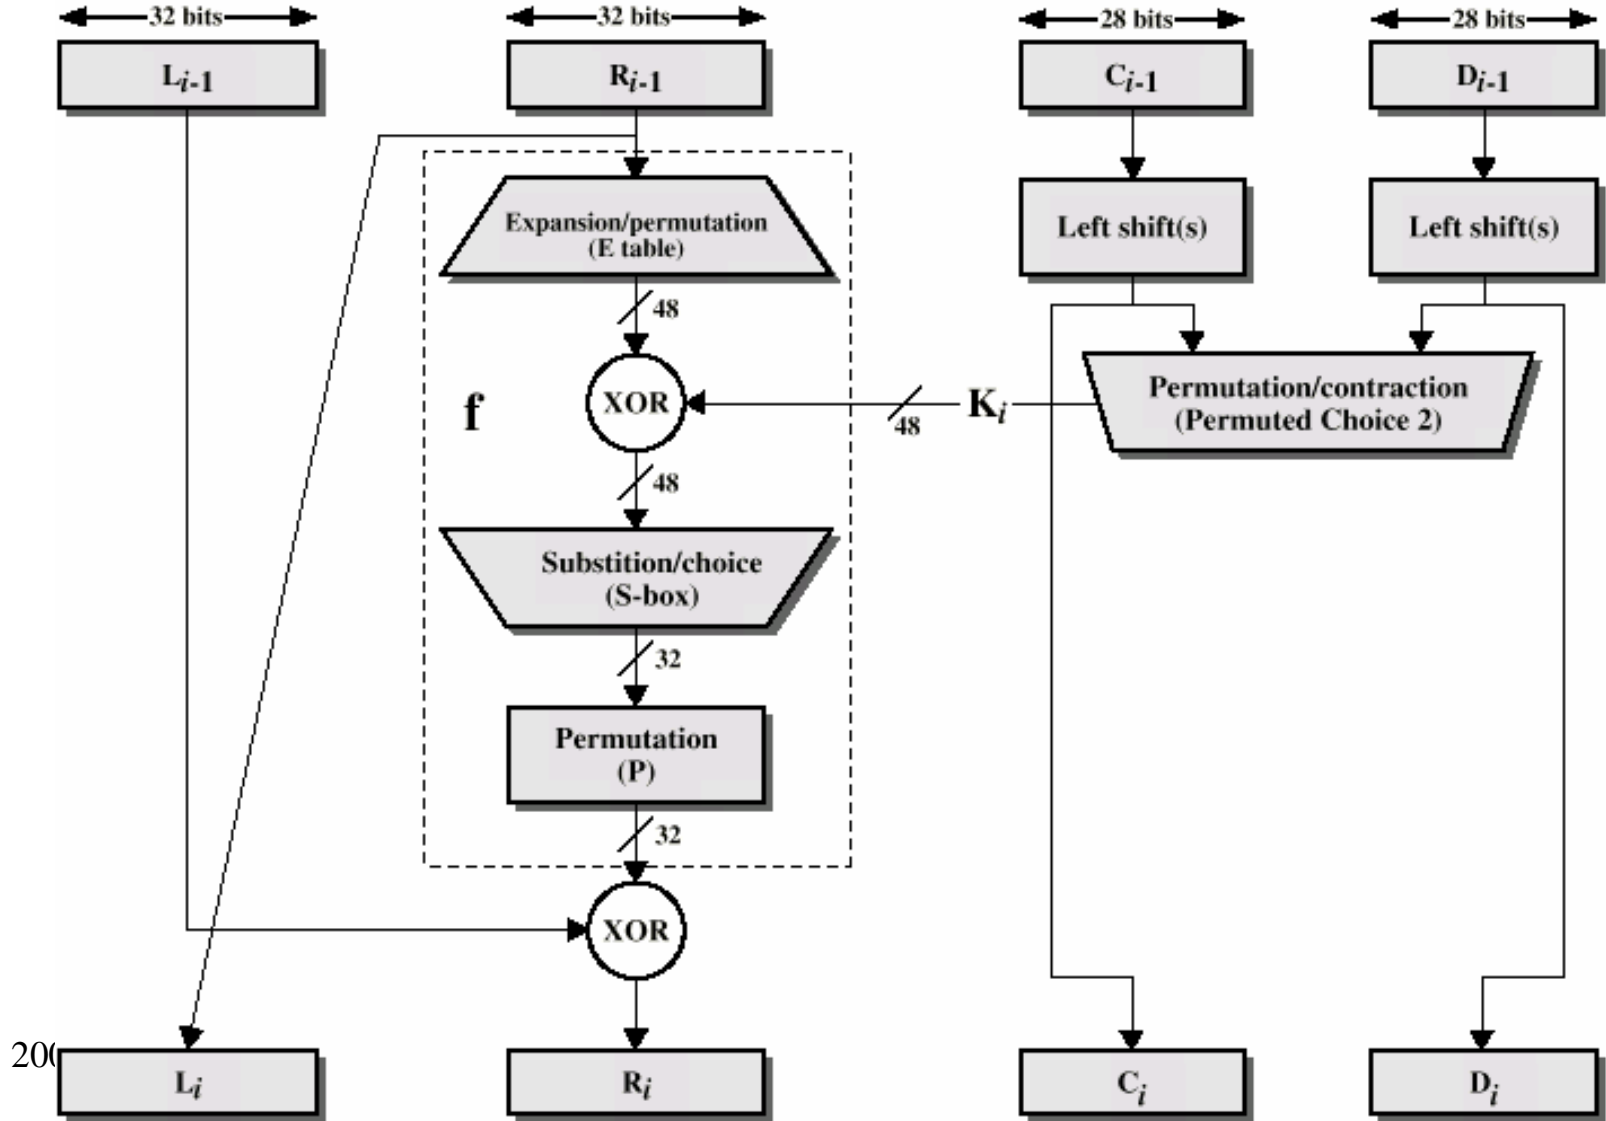 32 bits
32 bits
28 bits
28 bits
Li-1
Ri-1
Ci-1
Di-1
Expansion/permutation
(E table)
Left shift(s)
Left shift(s)
48
f
XOR
48
Ki
Permutation/contraction
(Permuted Choice 2)
48
Substition/choice
(S-box)
32
Permutation
(P)
32
XOR
Li
Ri
Ci
Di